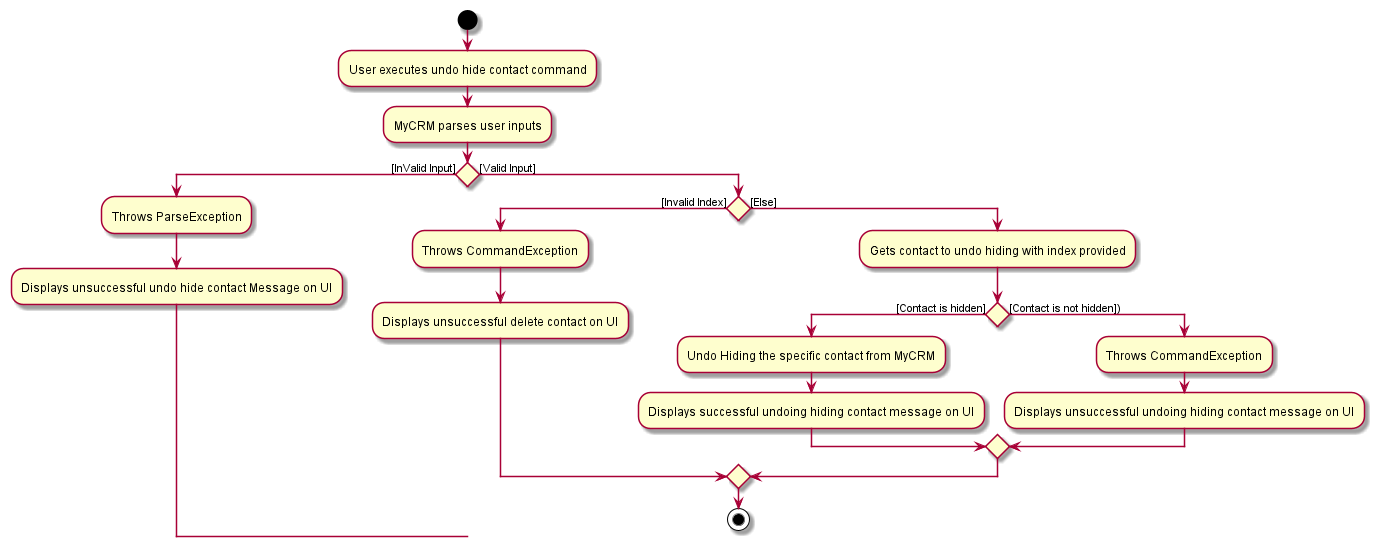 User executes undo hide contact command
MyCRM parses user inputs
[InValid Input]
[Valid Input]
Throws ParseException
Displays unsuccessful undo hide contact Message on UI
[Invalid Index]
[Else]
Throws CommandException
Displays unsuccessful delete contact on UI
Gets contact to undo hiding with index provided
[Contact is hidden]
[Contact is not hidden])
Undo Hiding the specific contact from MyCRM
Displays successful undoing hiding contact message on UI
Throws CommandException
Displays unsuccessful undoing hiding contact message on UI